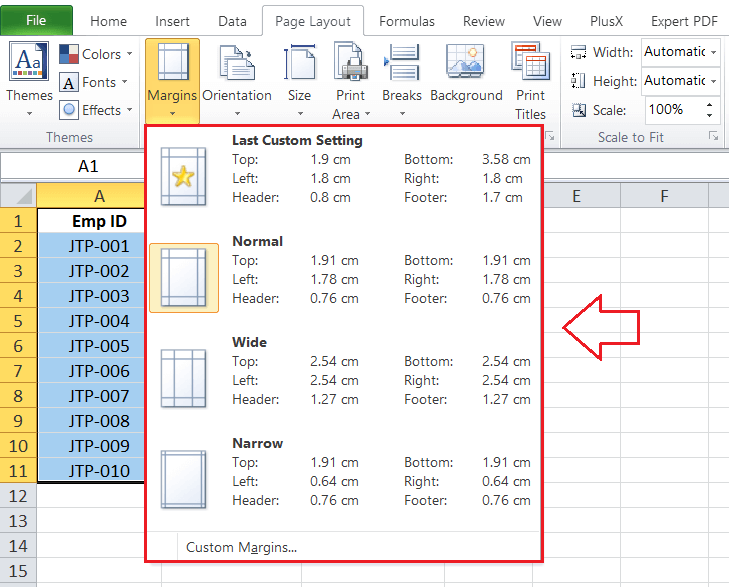 File Home Insert Data Page Layout Formulas Review View PlusX Expert PDF
Colors Width: Automatic
Fonts Height: Automatic
Effects Scale: 100%
Themes Margins Orientation Size Print Area Breaks Background Print Titles
Themes Scale to Fit
A1
A E F
Last Custom Setting
Top: 1.9 cm Bottom: 3.58 cm
Left: 1.8 cm Right: 1.8 cm
Header: 0.8 cm Footer: 1.7 cm
Normal
Top: 1.91 cm Bottom: 1.91 cm
Left: 1.78 cm Right: 1.78 cm
Header: 0.76 cm Footer: 0.76 cm
Wide
Top: 2.54 cm Bottom: 2.54 cm
Left: 2.54 cm Right: 2.54 cm
Header: 1.27 cm Footer: 1.27 cm
Narrow
Top: 1.91 cm Bottom: 1.91 cm
Left: 0.64 cm Right: 0.64 cm
Header: 0.76 cm Footer: 0.76 cm
Custom Margins...
1 Emp ID
2 JTP-001
3 JTP-002
4 JTP-003
5 JTP-004
6 JTP-005
7 JTP-006
8 JTP-007
9 JTP-008
10 JTP-009
11 JTP-010
12
13
14
15